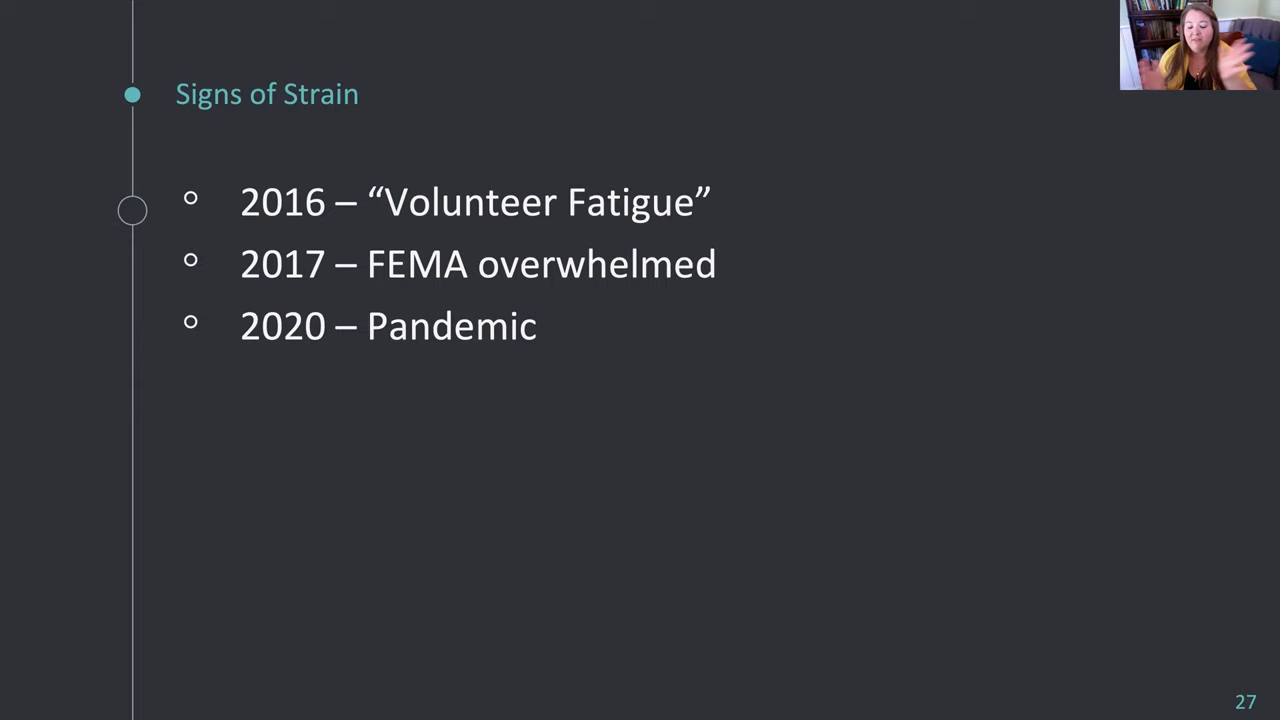 Signs of Strain
2016 – “Volunteer Fatigue”
2017 – FEMA overwhelmed
2020 – Pandemic
27